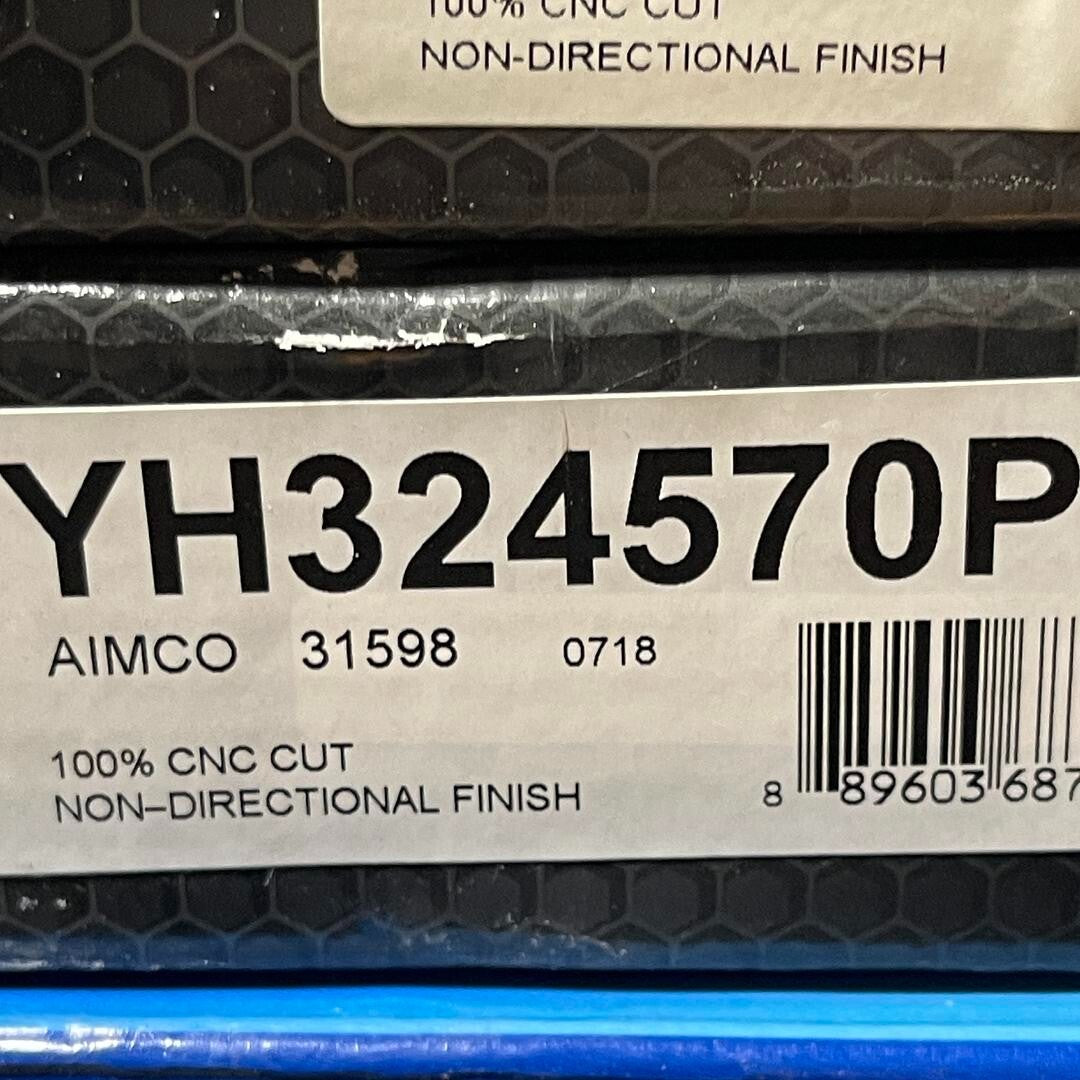 100% CNC CUT
NON-DIRECTIONAL FINISH
YH324570P
AIMCO 31598 0718
100% CNC CUT
NON–DIRECTIONAL FINISH
8 89603 687